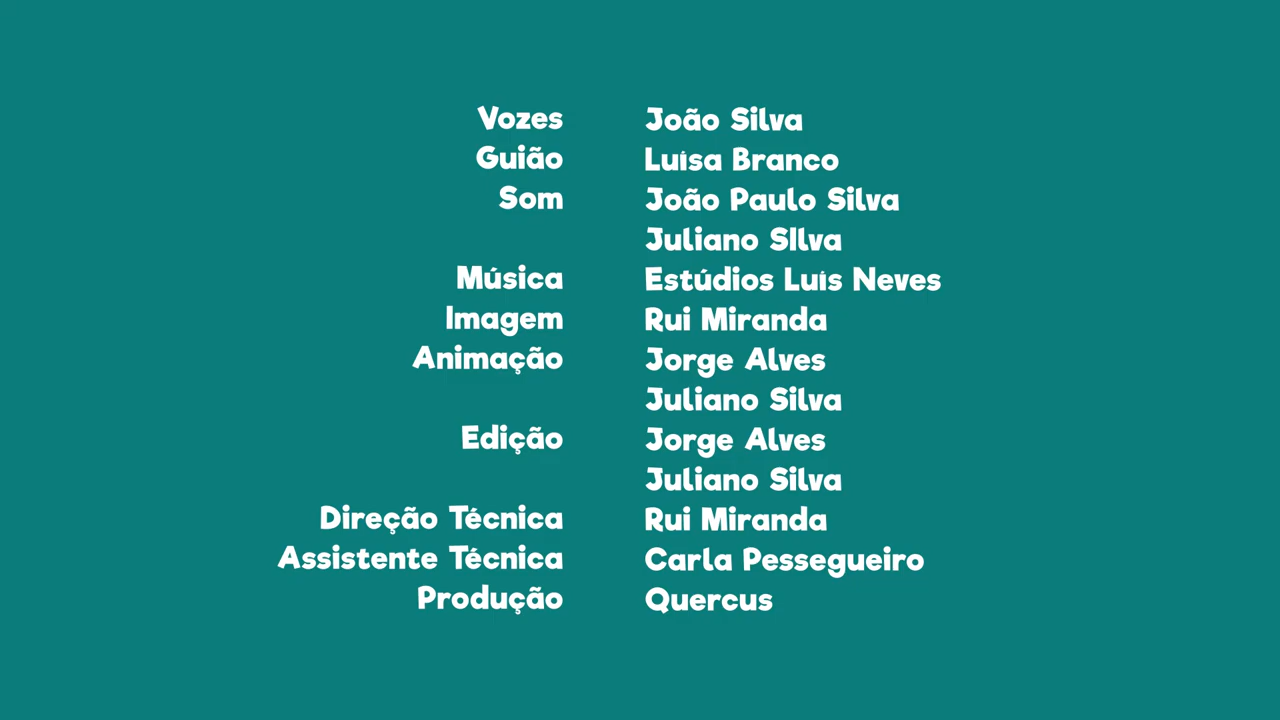 Vozes João Silva
Guião Luísa Branco
Som João Paulo Silva
Juliano SIlva
Música Estúdios Luís Neves
Imagem Rui Miranda
Animação Jorge Alves
Juliano Silva
Edição Jorge Alves
Juliano Silva
Direção Técnica Rui Miranda
Assistente Técnica Carla Pessegueiro
Produção Quercus